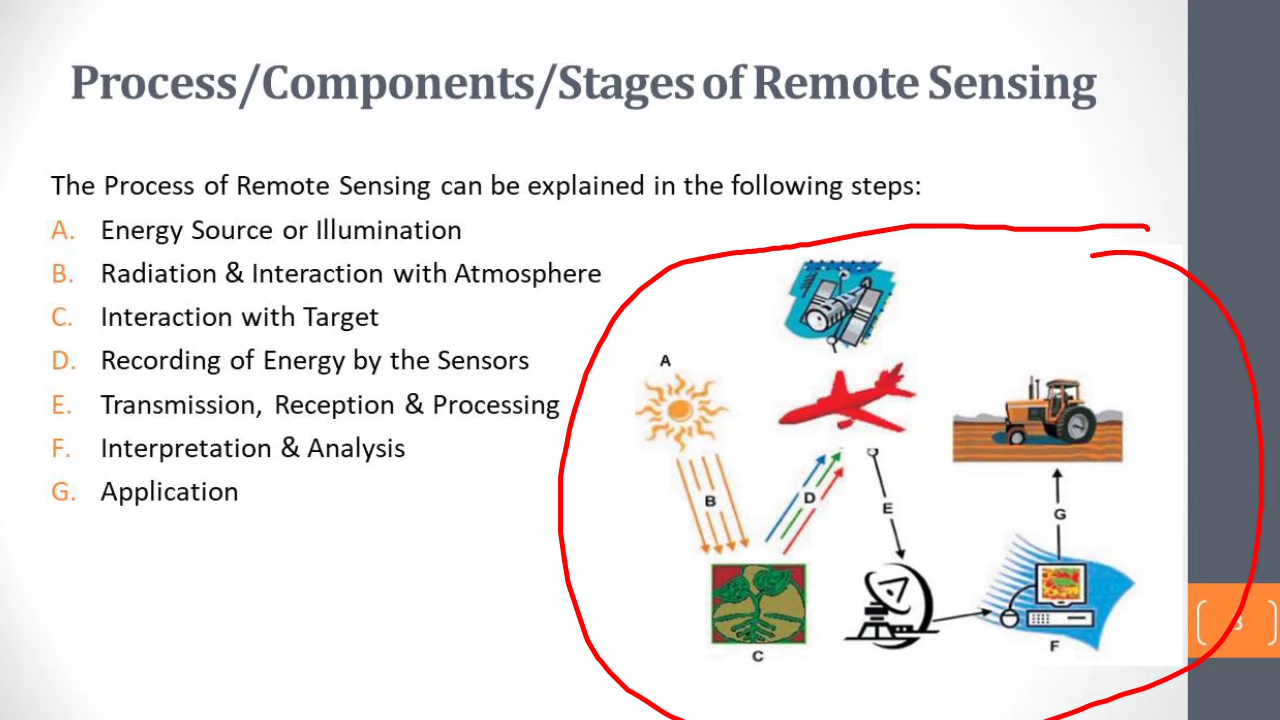 Process/Components/Stages of Remote Sensing
The Process of Remote Sensing can be explained in the following steps:
A. Energy Source or Illumination
B. Radiation & Interaction with Atmosphere
C. Interaction with Target
D. Recording of Energy by the Sensors
E. Transmission, Reception & Processing
F. Interpretation & Analysis
G. Application
A
B
D
E
G
C
F